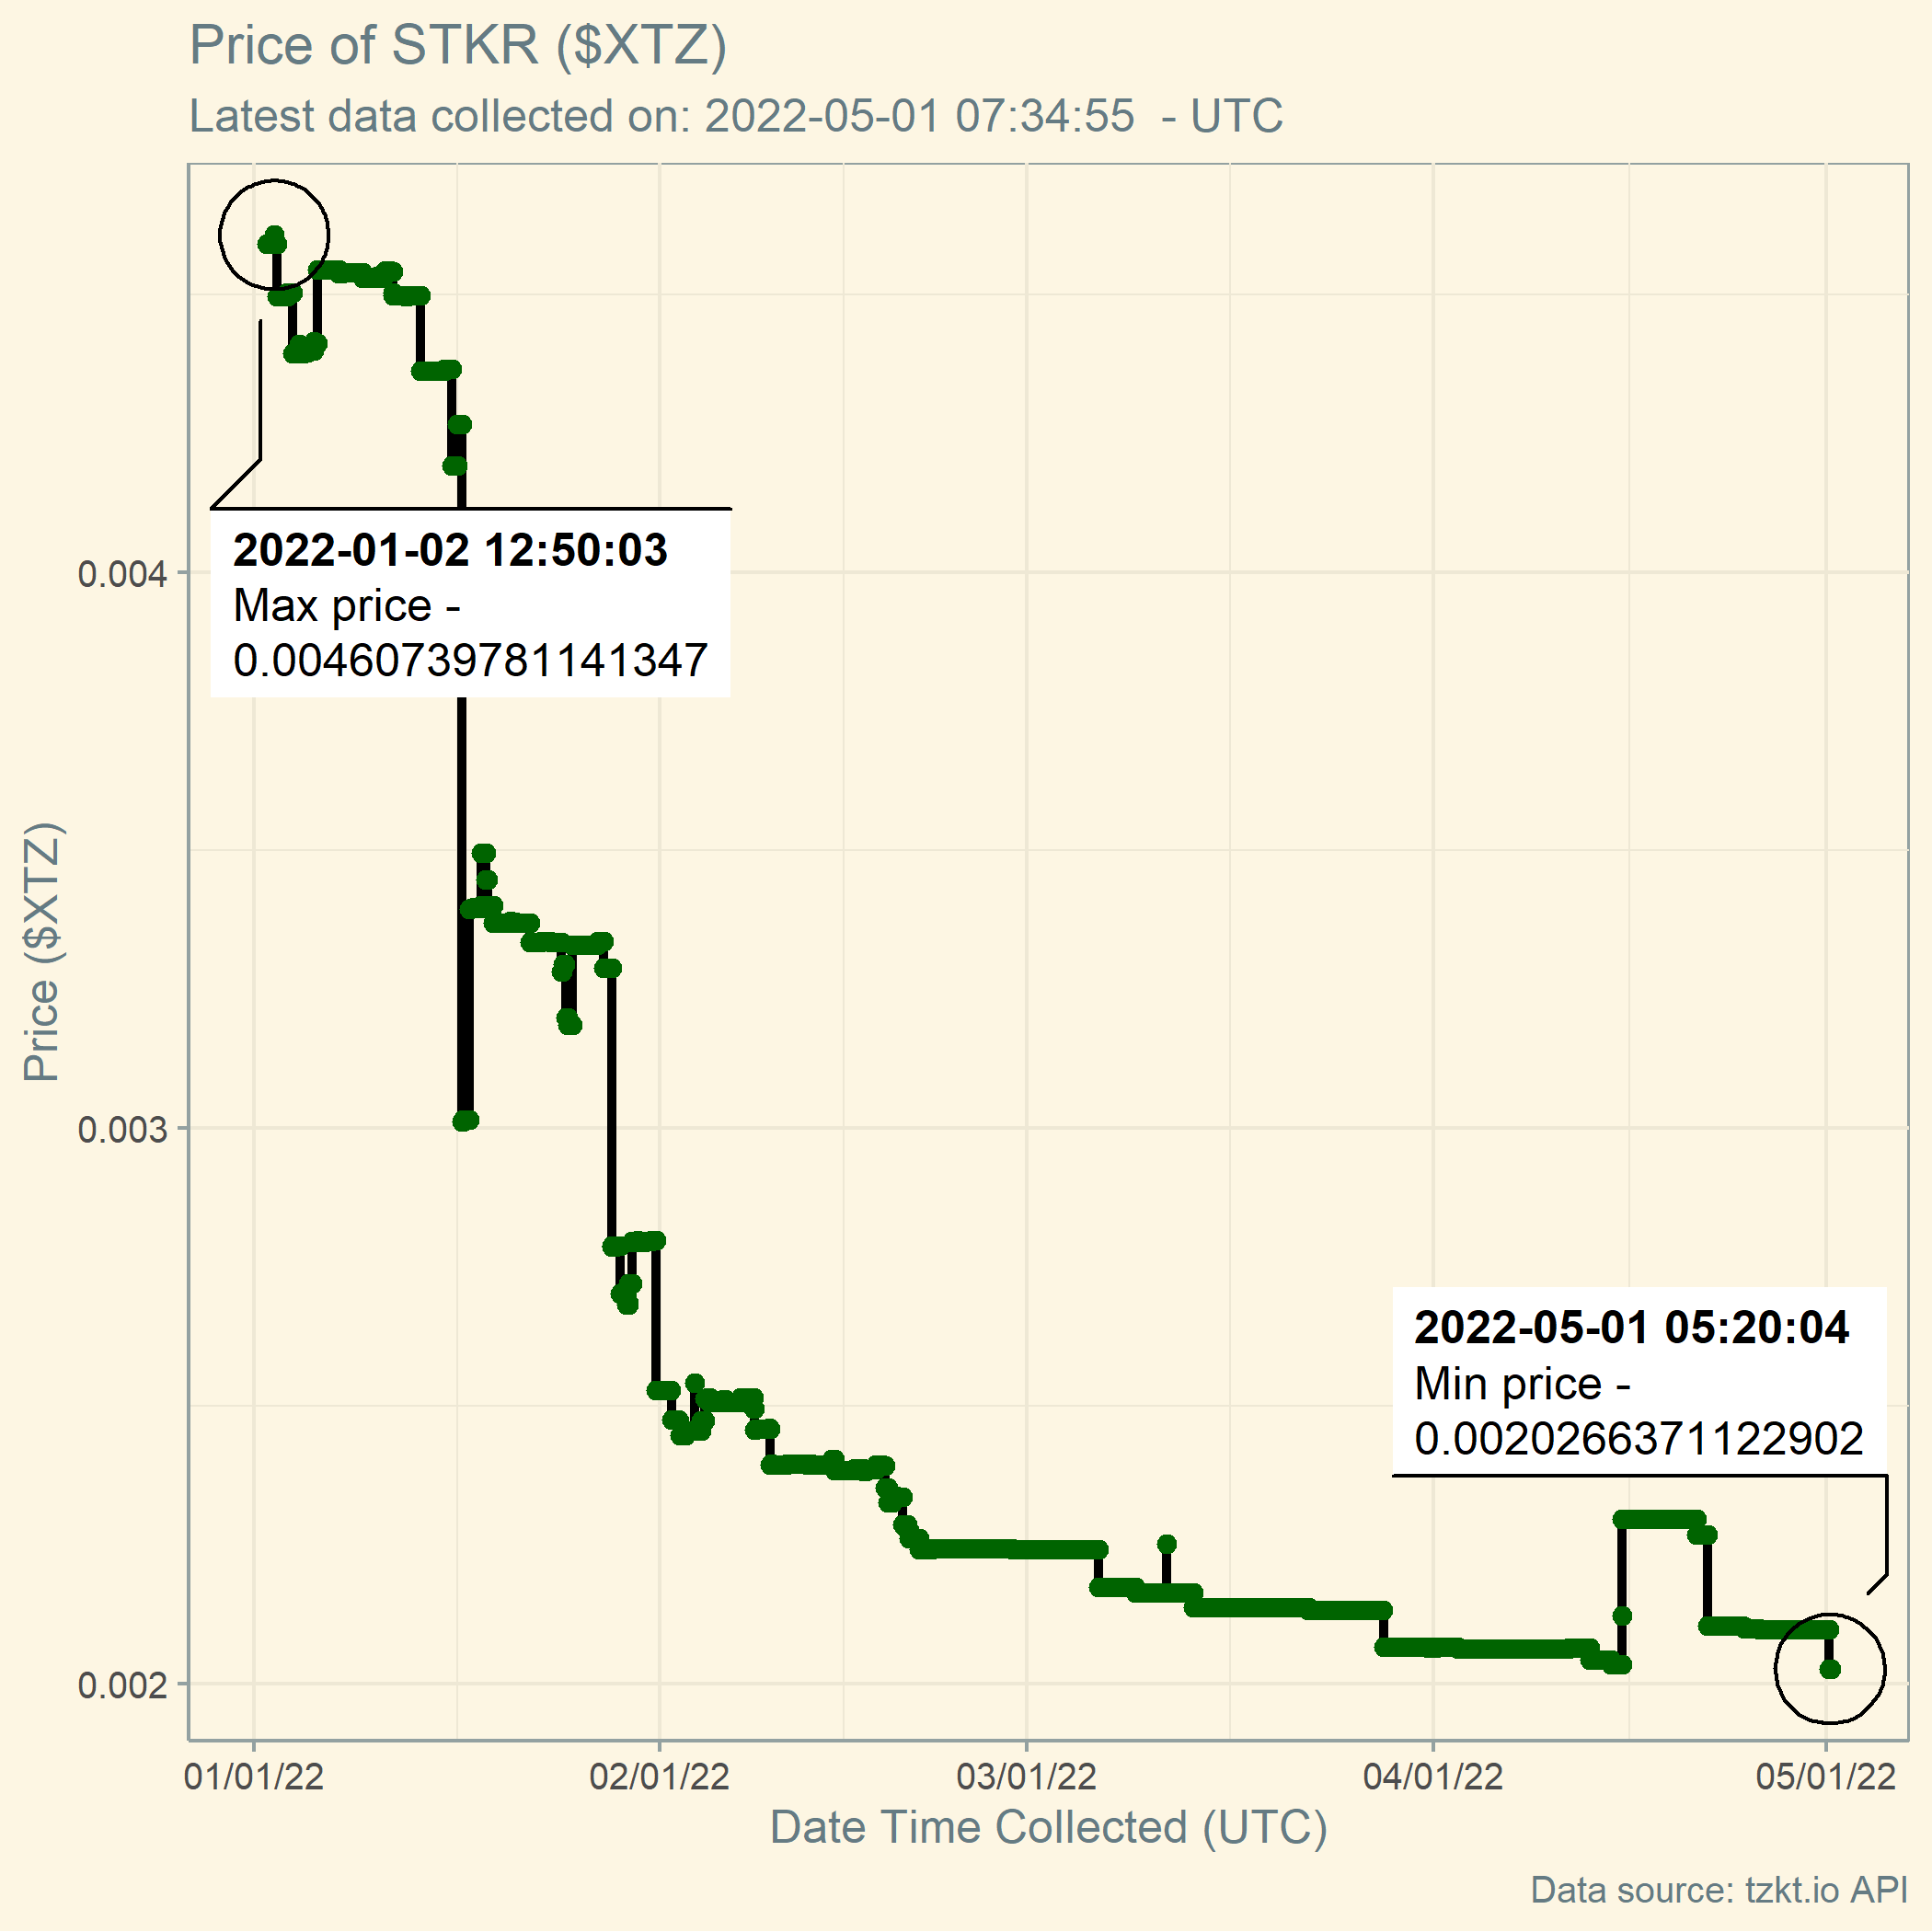 Price of STKR ($XTZ)
Latest data collected on: 2022-05-01 07:34:55  - UTC
2022-01-02 12:50:03
Max price -
0.00460739781141347
0.004
Price ($XTZ)
0.003
2022-05-01 05:20:04
Min price -
0.0020266371122902
0.002
01/01/22 02/01/22 03/01/22 04/01/22 05/01/22
Date Time Collected (UTC)
Data source: tzkt.io API